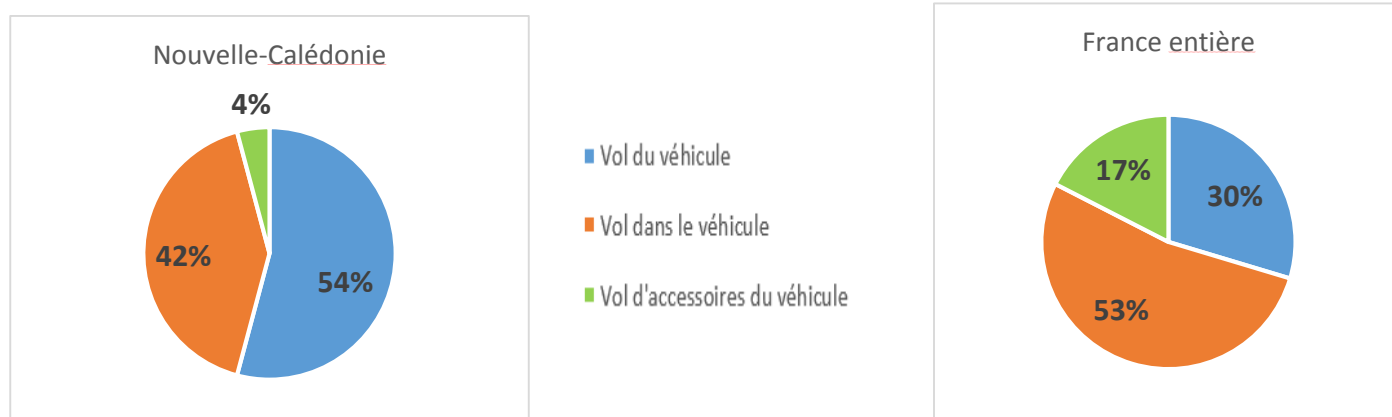 Nouvelle-Calédonie
4%
42%
54%
Vol du véhicule
Vol dans le véhicule
Vol d'accessoires du véhicule
France entière
17%
30%
53%